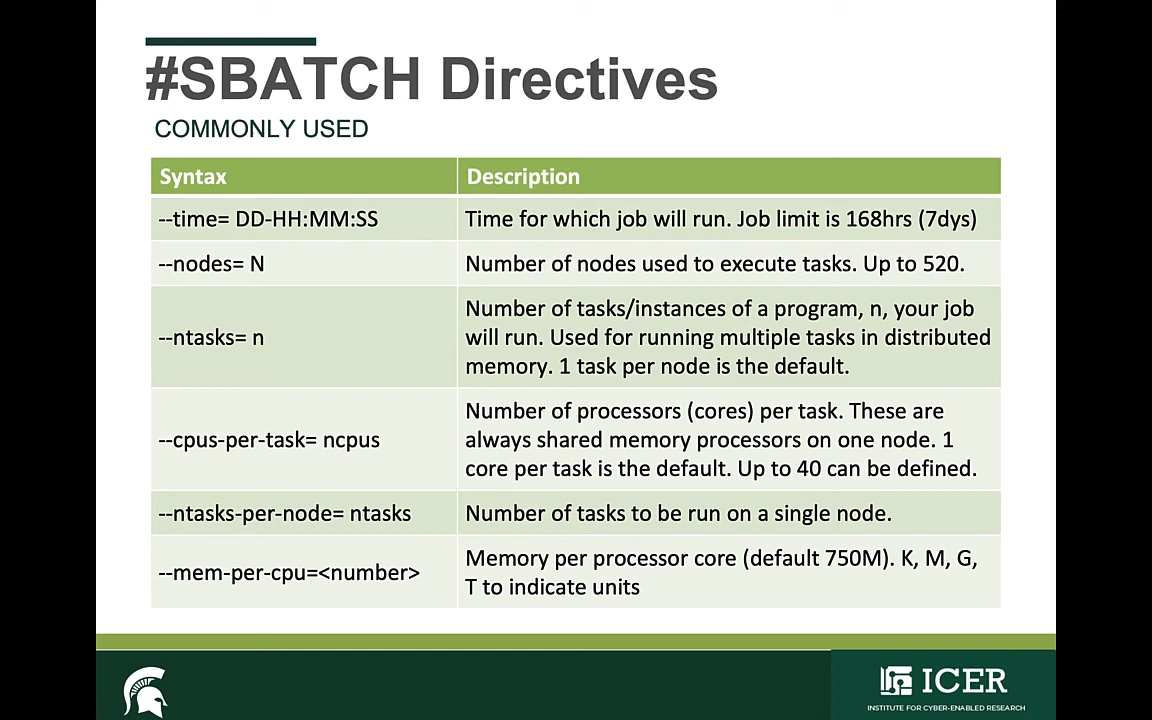 #SBATCH Directives
COMMONLY USED
Syntax
Description
--time= DD-HH:MM:SS
Time for which job will run. Job limit is 168hrs (7dys)
--nodes= N
Number of nodes used to execute tasks. Up to 520.
--ntasks= n
Number of tasks/instances of a program, n, your job
will run. Used for running multiple tasks in distributed
memory. 1 task per node is the default.
--cpus-per-task= ncpus
Number of processors (cores) per task. These are
always shared memory processors on one node. 1
core per task is the default. Up to 40 can be defined.
--ntasks-per-node= ntasks
Number of tasks to be run on a single node.
--mem-per-cpu=<number>
Memory per processor core (default 750M). K, M, G,
T to indicate units
ICER
INSTITUTE FOR CYBER-ENABLED RESEARCH